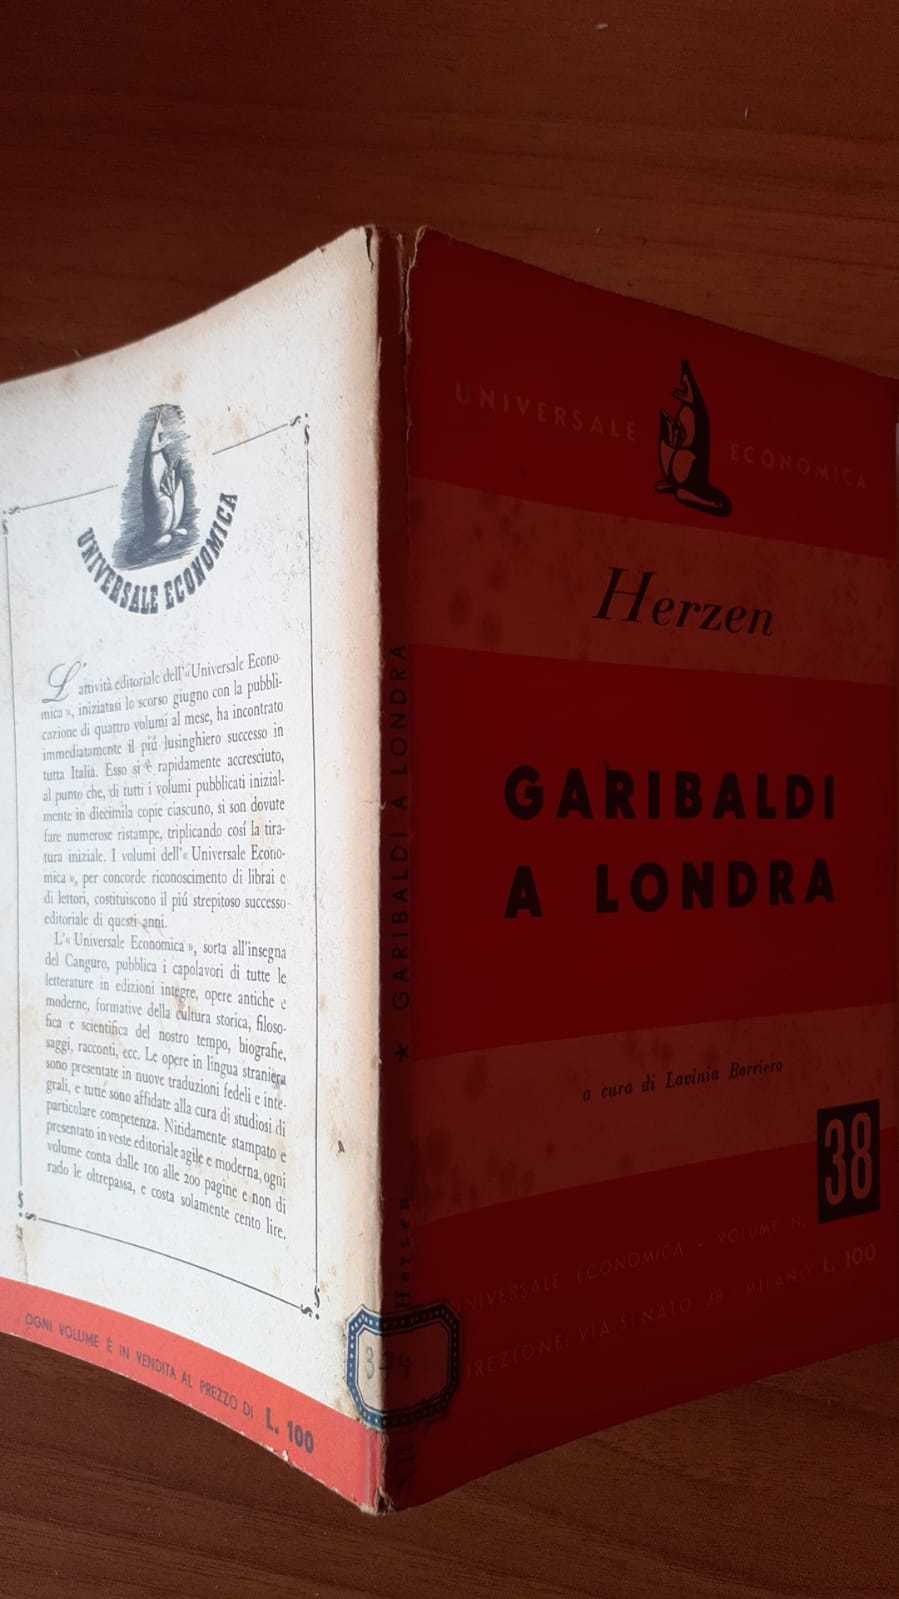 UNIVERSALE ECONOMICA
L'attività editoriale dell'«Universale Econo-
mica», iniziatasi lo scorso giugno con la pubbli-
cazione di quattro volumi al mese, ha incontrato
immediatamente il piú lusinghiero successo in
tutta Italia. Esso si è rapidamente accresciuto,
al punto che, di tutti i volumi pubblicati inizial-
mente in diecimila copie ciascuno, si son dovute
fare numerose ristampe, triplicando cosí la tira-
tura iniziale. I volumi dell'«Universale Econo-
mica», per concorde riconoscimento di librai e
di lettori, costituiscono il piú strepitoso successo
editoriale di questi anni.
L'«Universale Economica», sorta all'insegna
del Canguro, pubblica i capolavori di tutte le
letterature in edizioni integre, opere antiche e
moderne, formative della cultura storica, filoso-
fica e scientifica del nostro tempo, biografie,
saggi, racconti, ecc. Le opere in lingua straniera
sono presentate in nuove traduzioni fedeli e inte-
grali, e tutte sono affidate alla cura di studiosi di
particolare competenza. Nitidamente stampato e
presentato in veste editoriale agile e moderna, ogni
volume conta dalle 100 alle 200 pagine e non di
rado le oltrepassa, e costa solamente cento lire.
OGNI VOLUME È IN VENDITA AL PREZZO DI L. 100
Herzen ★ GARIBALDI A LONDRA
UNIVERSALE ECONOMICA
Herzen
GARIBALDI
A LONDRA
a cura di Lavinia Borriero
38
UNIVERSALE ECONOMICA - VOLUME N.
DIREZIONE: VIA SENATO 38 MILANO L. 100